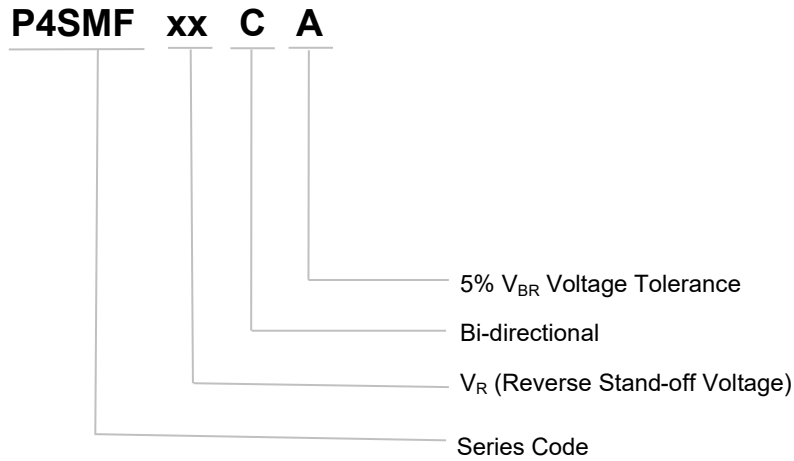 P4SMF xx C A
5% VBR Voltage Tolerance
Bi-directional
VR (Reverse Stand-off Voltage)
Series Code